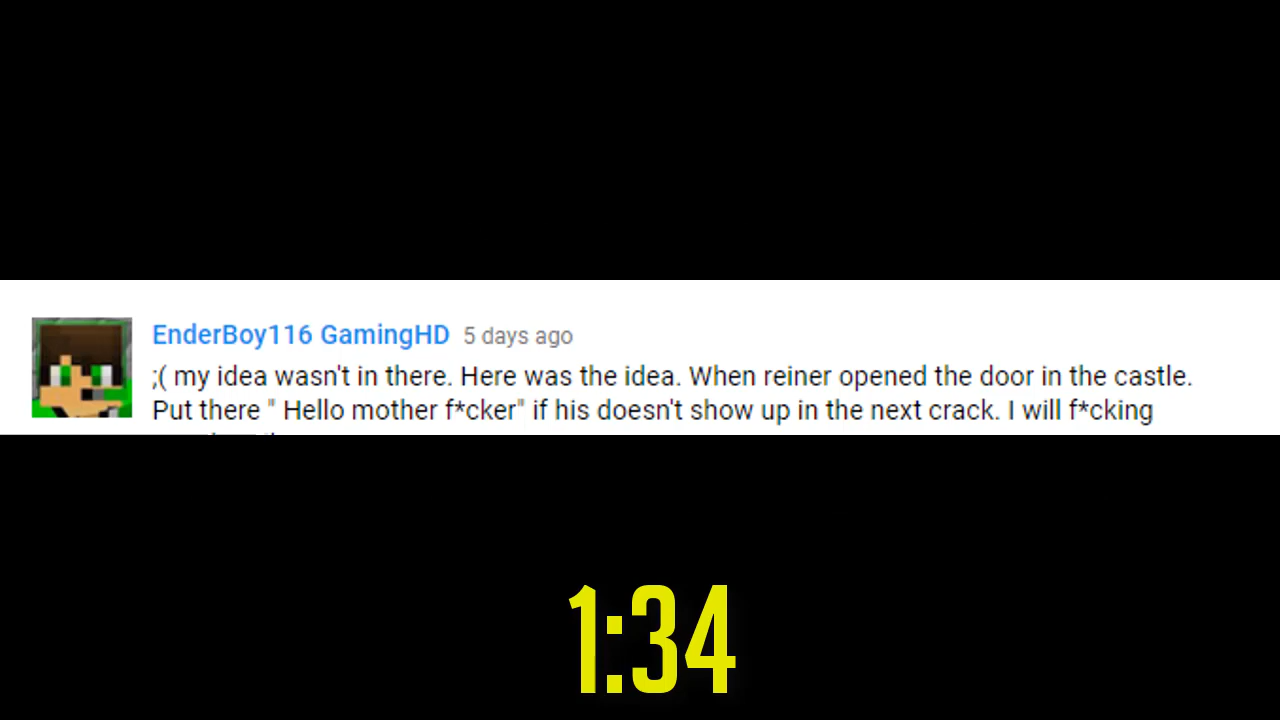 EnderBoy116 GamingHD 5 days ago
;( my idea wasn't in there. Here was the idea. When reiner opened the door in the castle.
Put there " Hello mother f*cker" if his doesn't show up in the next crack. I will f*cking
1:34